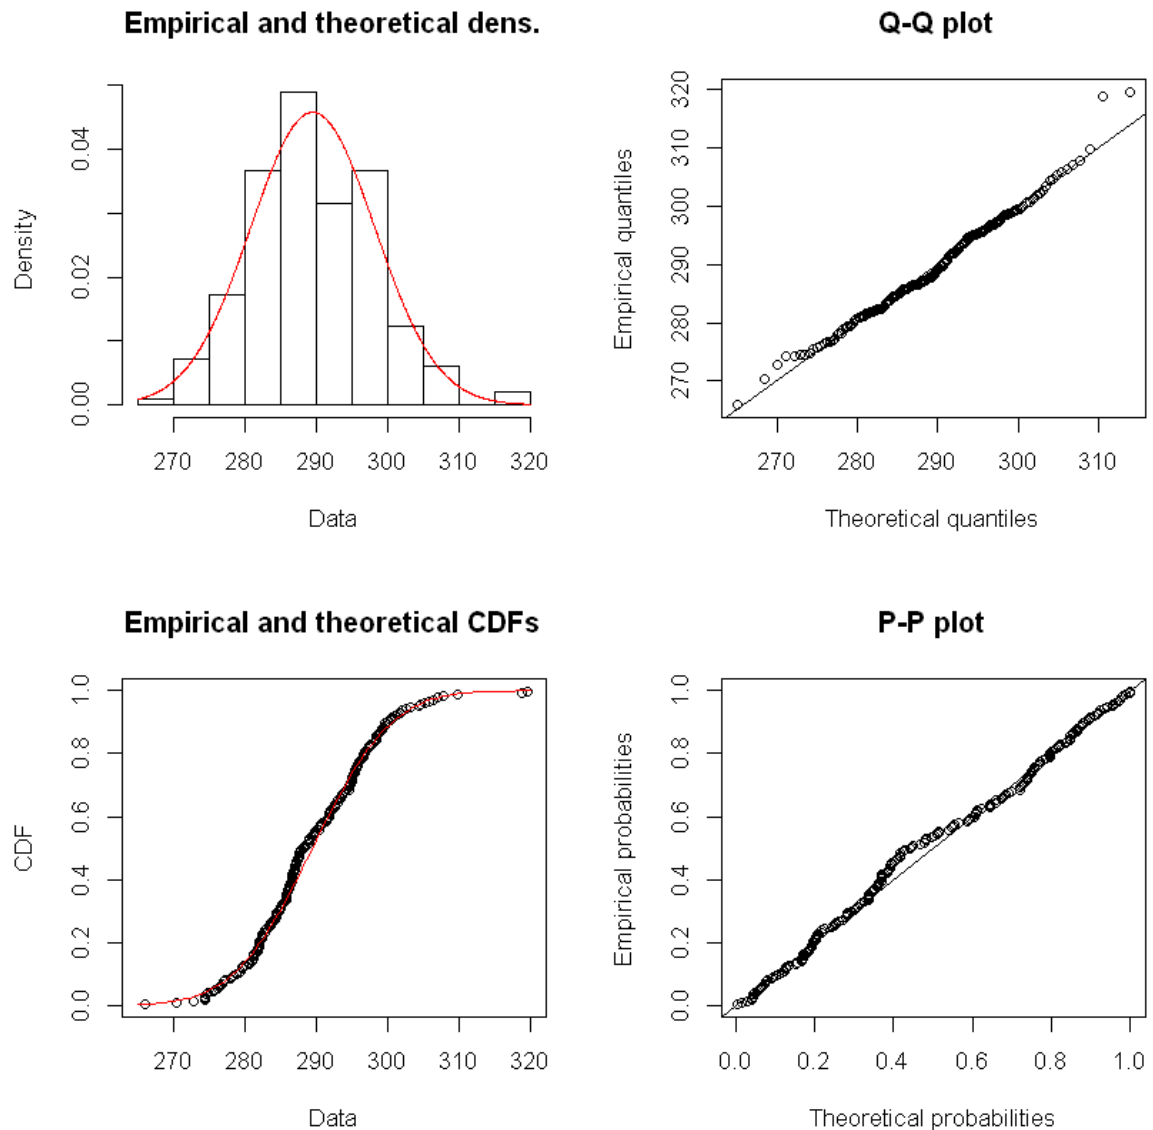 Empirical and theoretical dens.
Density
0.00 0.02 0.04
270 280 290 300 310 320
Data
Q-Q plot
Empirical quantiles
270 280 290 300 310 320
270 280 290 300 310
Theoretical quantiles
Empirical and theoretical CDFs
CDF
0.0 0.2 0.4 0.6 0.8 1.0
270 280 290 300 310 320
Data
P-P plot
Empirical probabilities
0.0 0.2 0.4 0.6 0.8 1.0
0.0 0.2 0.4 0.6 0.8 1.0
Theoretical probabilities